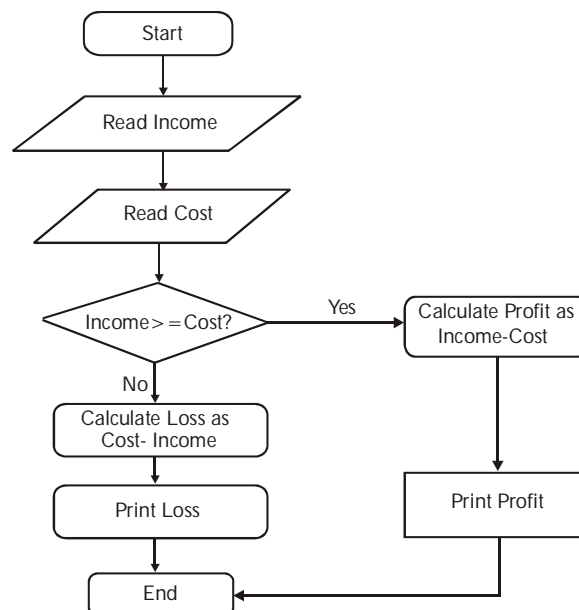 Start
Read Income
Read Cost
Income>=Cost?
Yes
Calculate Profit as
Income-Cost
No
Calculate Loss as
Cost- Income
Print Loss
Print Profit
End